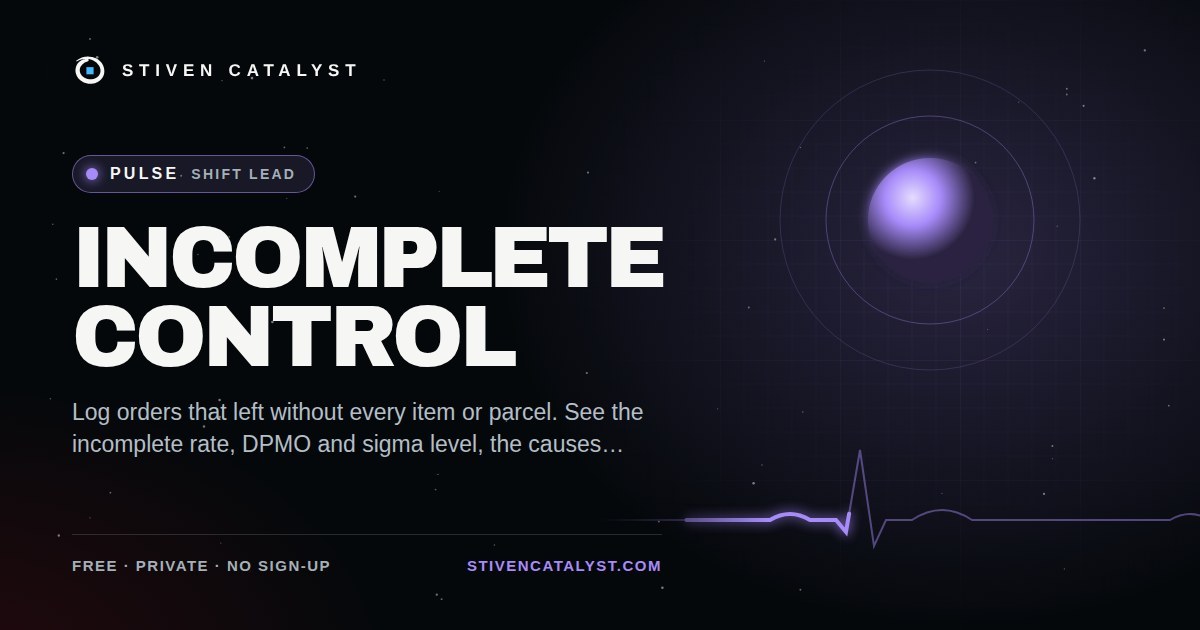 STIVEN CATALYST
PULSE · SHIFT LEAD
INCOMPLETE
CONTROL
Log orders that left without every item or parcel. See the
incomplete rate, DPMO and sigma level, the causes…
FREE · PRIVATE · NO SIGN-UP
STIVENCATALYST.COM